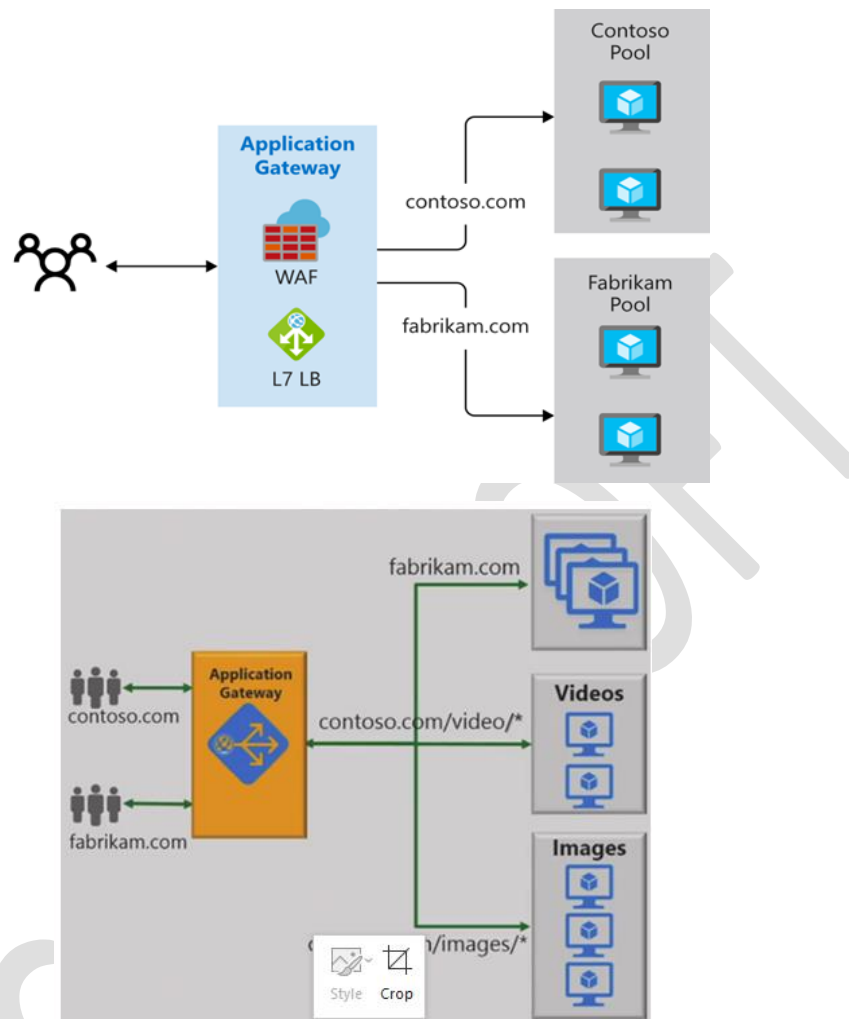 Contoso
Pool
Application
Gateway
contoso.com
WAF
Fabrikam
Pool
fabrikam.com
L7 LB
fabrikam.com
Application
Gateway
Videos
contoso.com
contoso.com/video/*
fabrikam.com
Images
/images/*
Style
Crop